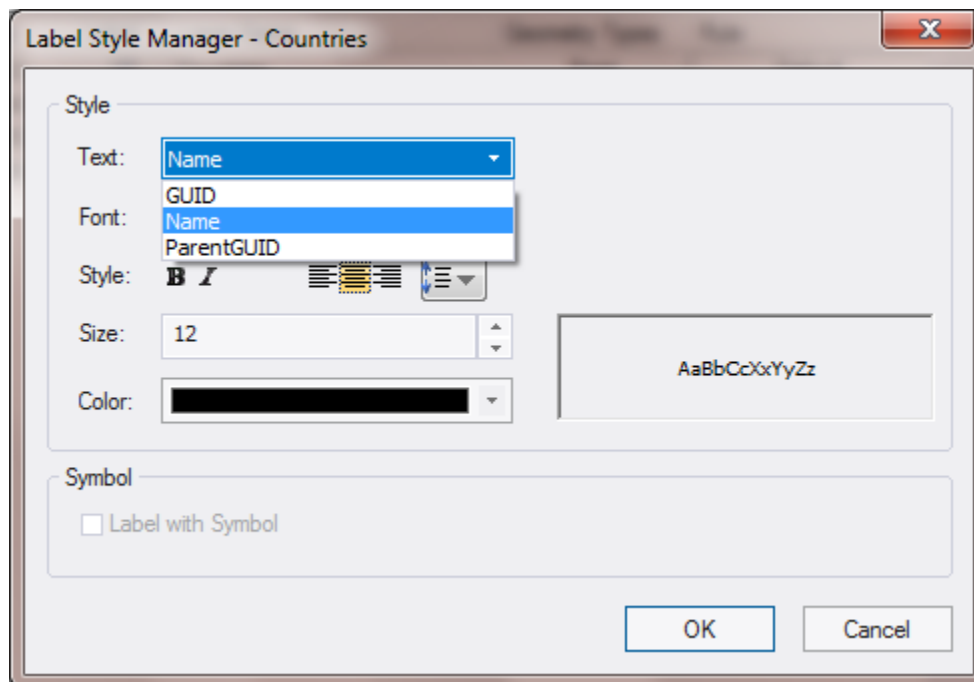 Label Style Manager - Countries
Style
Text: Name
GUID
Font: Name
ParentGUID
Style: B I
Size: 12
AaBbCcXxYyZz
Color:
Symbol
Label with Symbol
OK Cancel